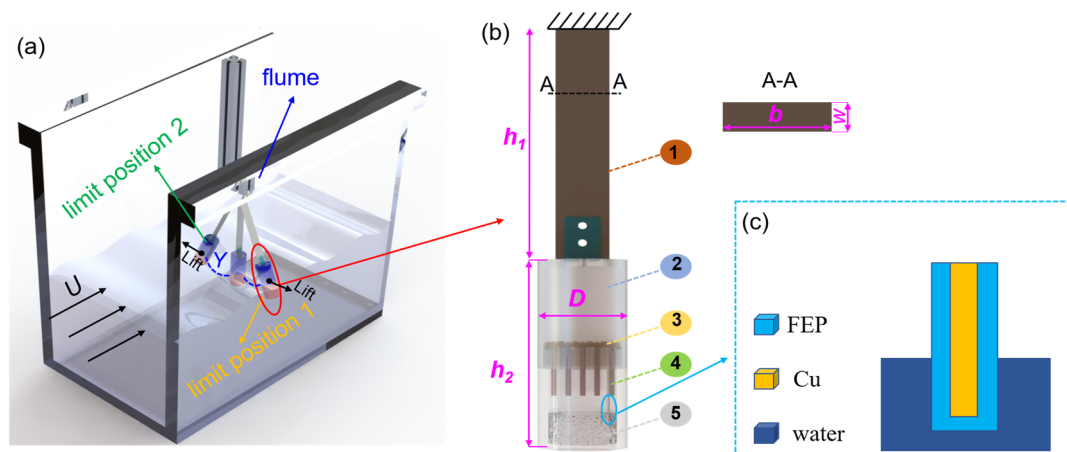 (a)
flume
limit position 2
Lift
Y
Lift
U
limit position 1
(b)
A
A
h₁
1
A-A
b
w
2
D
3
h₂
4
5
(c)
FEP
Cu
water